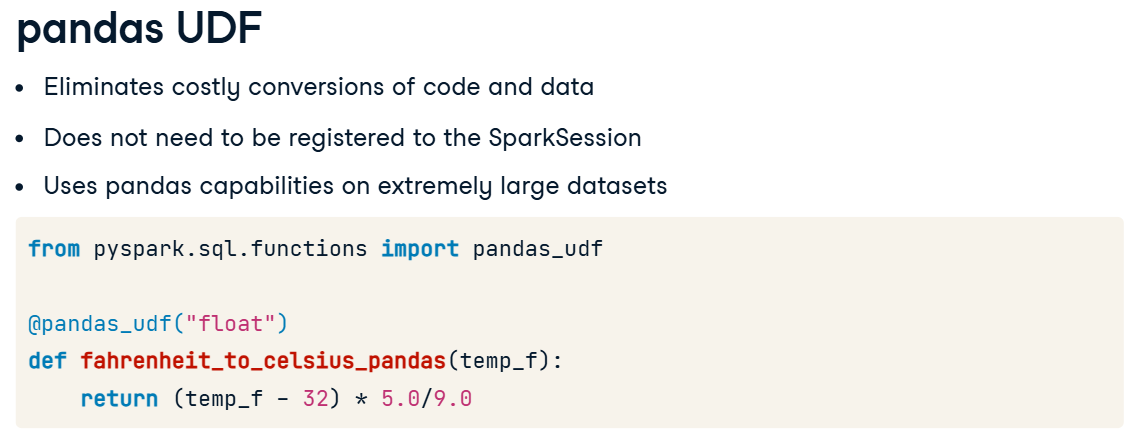 pandas UDF
• Eliminates costly conversions of code and data
• Does not need to be registered to the SparkSession
• Uses pandas capabilities on extremely large datasets
from pyspark.sql.functions import pandas_udf
@pandas_udf("float")
def fahrenheit_to_celsius_pandas(temp_f):
    return (temp_f - 32) * 5.0/9.0